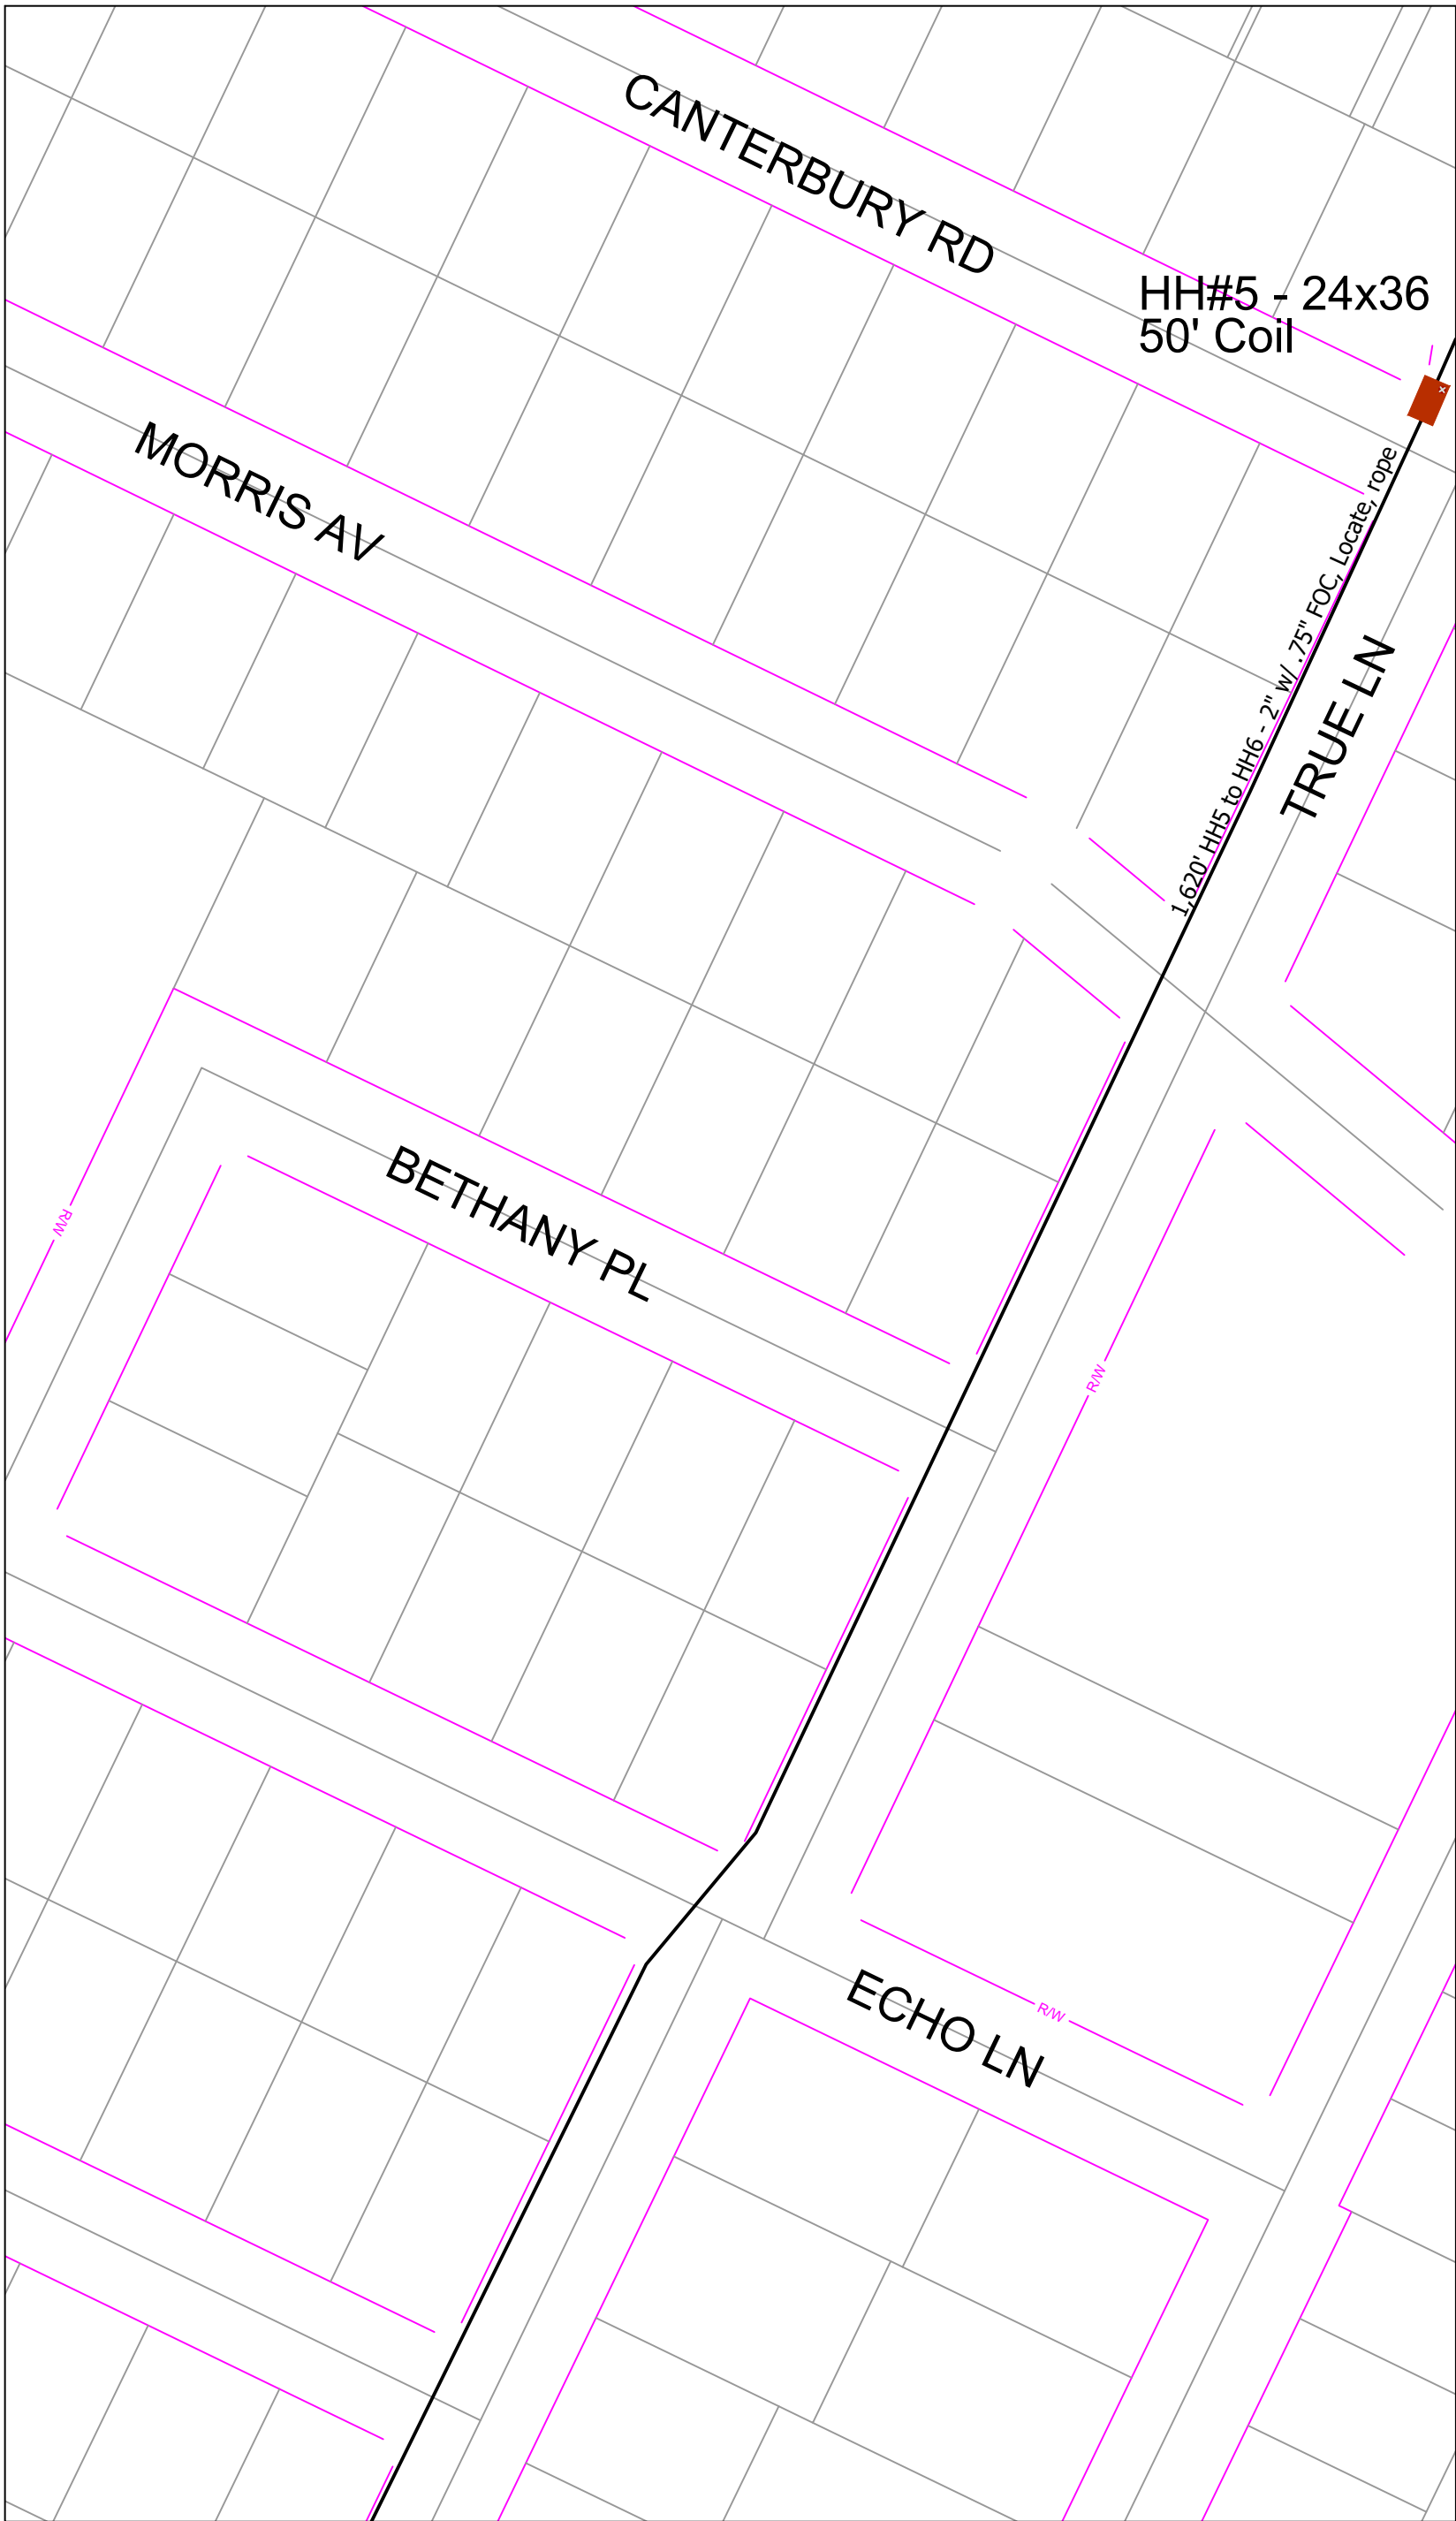 CANTERBURY RD
HH#5 - 24x36
50' Coil
MORRIS AV
1,620' HH5 to HH6 - 2" w/ .75" FOC, Locate, rope
TRUE LN
BETHANY PL
R/W
R/W
ECHO LN
R/W